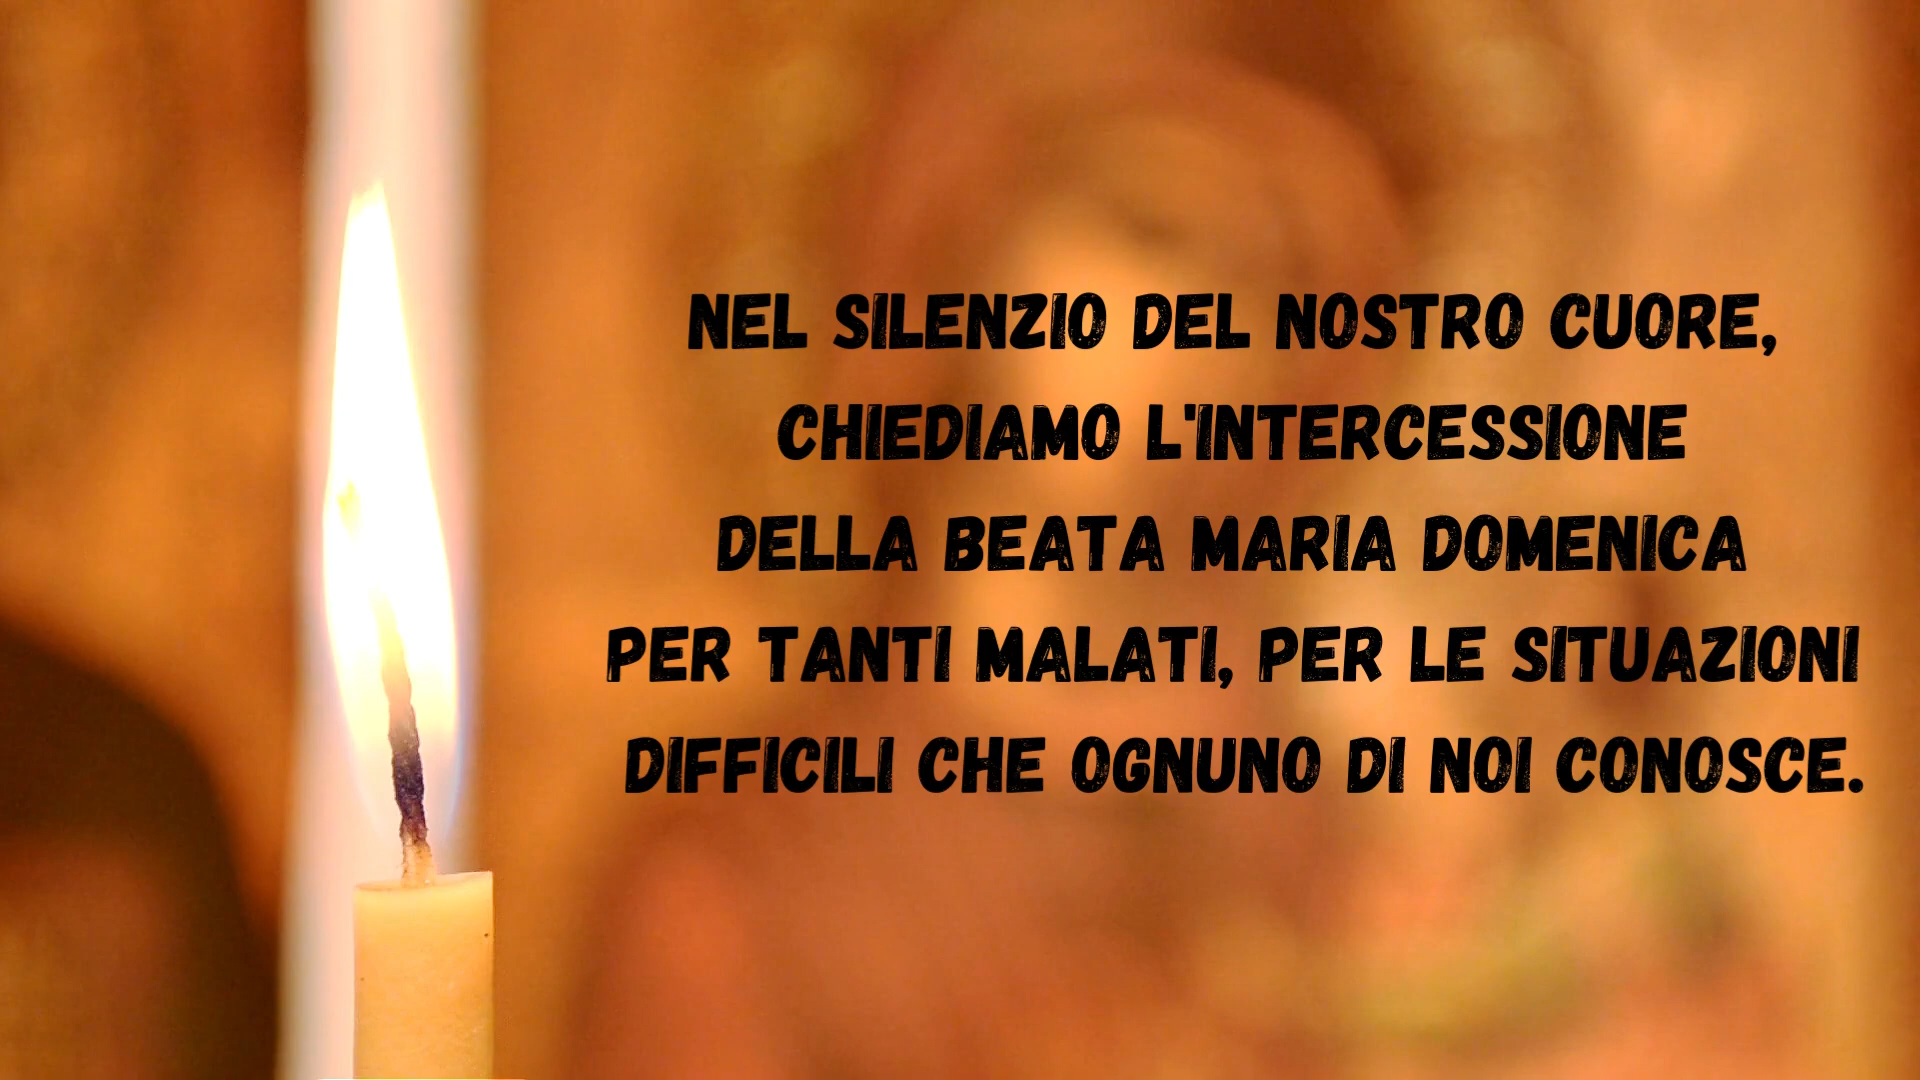 NEL SILENZIO DEL NOSTRO CUORE,
CHIEDIAMO L'INTERCESSIONE
DELLA BEATA MARIA DOMENICA
PER TANTI MALATI, PER LE SITUAZIONI
DIFFICILI CHE OGNUNO DI NOI CONOSCE.